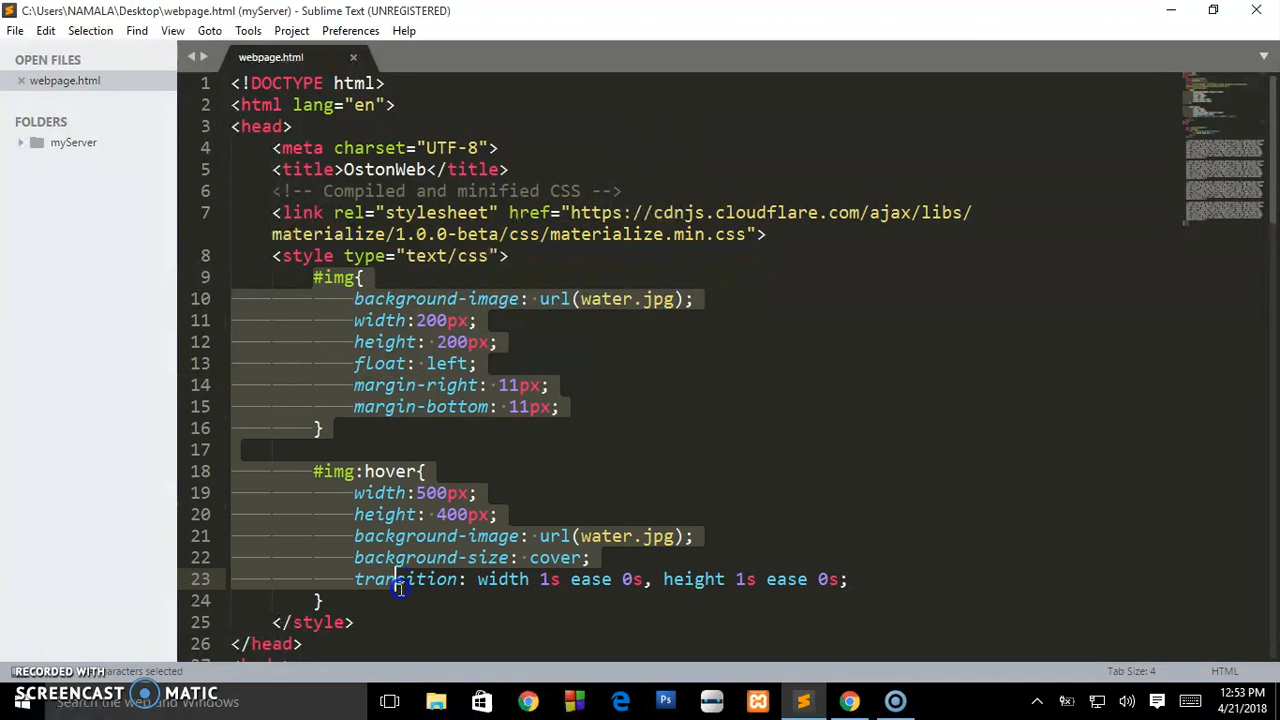 C:\Users\NAMALA\Desktop\webpage.html (myServer) - Sublime Text (UNREGISTERED)
File Edit Selection Find View Goto Tools Project Preferences Help
OPEN FILES
webpage.html
FOLDERS
myServer
webpage.html
1 <!DOCTYPE html>
2 <html lang="en">
3 <head>
4 <meta charset="UTF-8">
5 <title>OstonWeb</title>
6 <!-- Compiled and minified CSS -->
7 <link rel="stylesheet" href="https://cdnjs.cloudflare.com/ajax/libs/
materialize/1.0.0-beta/css/materialize.min.css">
8 <style type="text/css">
9 #img{
10 background-image: url(water.jpg);
11 width:200px;
12 height: 200px;
13 float: left;
14 margin-right: 11px;
15 margin-bottom: 11px;
16 }
17
18 #img:hover{
19 width:500px;
20 height: 400px;
21 background-image: url(water.jpg);
22 background-size: cover;
23 transition: width 1s ease 0s, height 1s ease 0s;
24 }
25 </style>
26 </head>
characters selected
Tab Size: 4
HTML
RECORDED WITH
SCREENCAST MATIC
Search the web and Windows
12:53 PM
4/21/2018